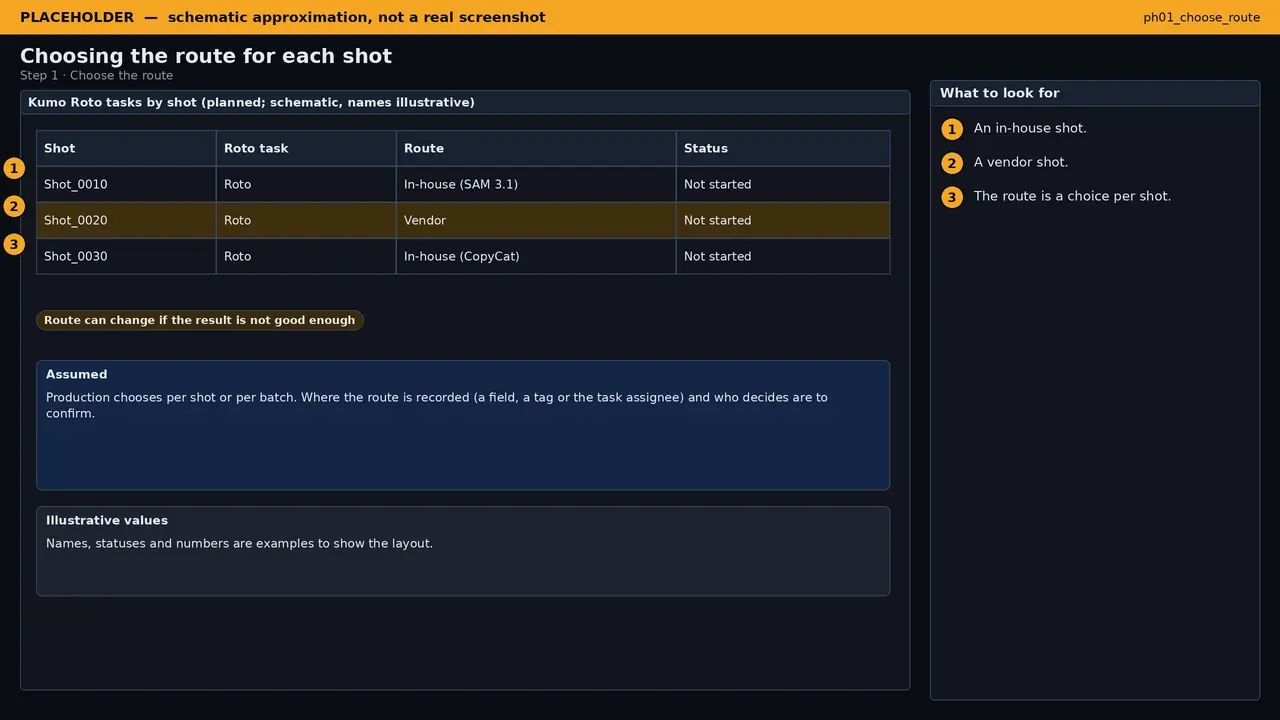 PLACEHOLDER — schematic approximation, not a real screenshot
ph01_choose_route
Choosing the route for each shot
Step 1 · Choose the route
Kumo Roto tasks by shot (planned; schematic, names illustrative)
Shot Roto task Route Status
1
Shot_0010 Roto In-house (SAM 3.1) Not started
2
Shot_0020 Roto Vendor Not started
3
Shot_0030 Roto In-house (CopyCat) Not started
Route can change if the result is not good enough
Assumed
Production chooses per shot or per batch. Where the route is recorded (a field, a tag or the task assignee) and who decides are to
confirm.
Illustrative values
Names, statuses and numbers are examples to show the layout.
What to look for
1 An in-house shot.
2 A vendor shot.
3 The route is a choice per shot.